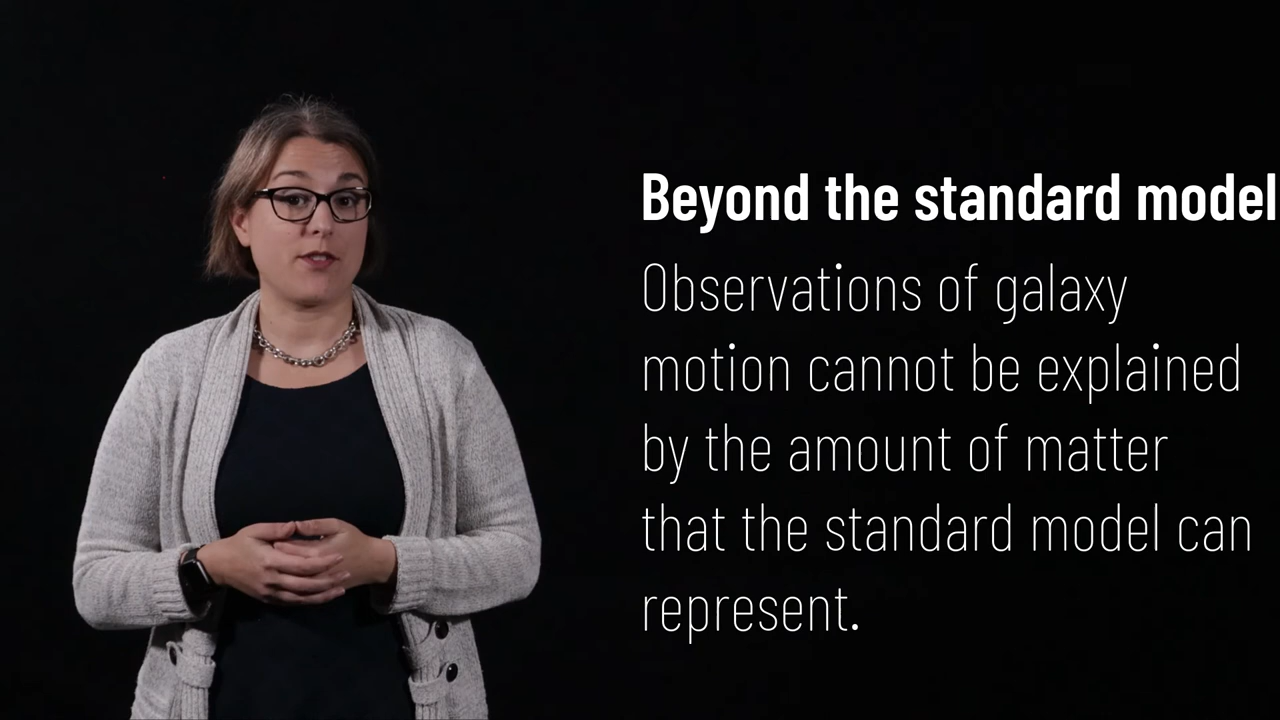 Beyond the standard model
Observations of galaxy
motion cannot be explained
by the amount of matter
that the standard model can
represent.